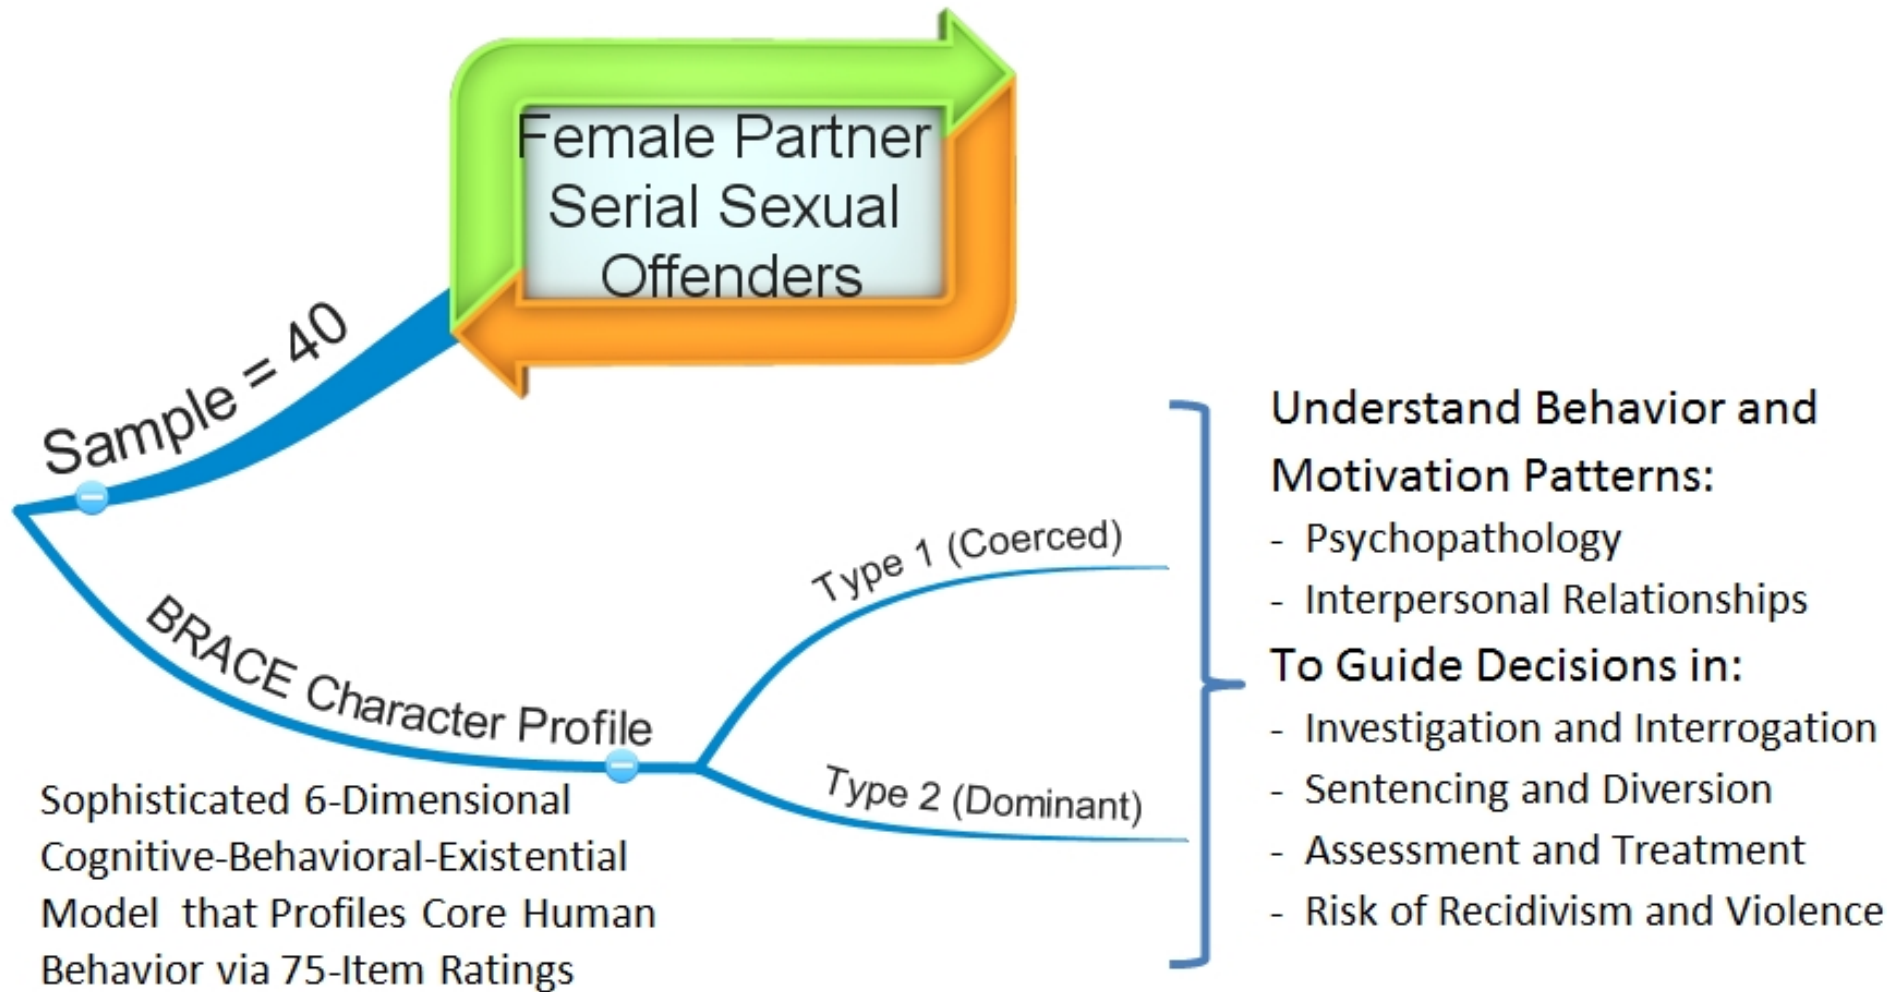 Female Partner
Serial Sexual
Offenders
Sample = 40
BRACE Character Profile
Sophisticated 6-Dimensional
Cognitive-Behavioral-Existential
Model that Profiles Core Human
Behavior via 75-Item Ratings
Type 1 (Coerced)
Type 2 (Dominant)
Understand Behavior and
Motivation Patterns:
- Psychopathology
- Interpersonal Relationships
To Guide Decisions in:
- Investigation and Interrogation
- Sentencing and Diversion
- Assessment and Treatment
- Risk of Recidivism and Violence